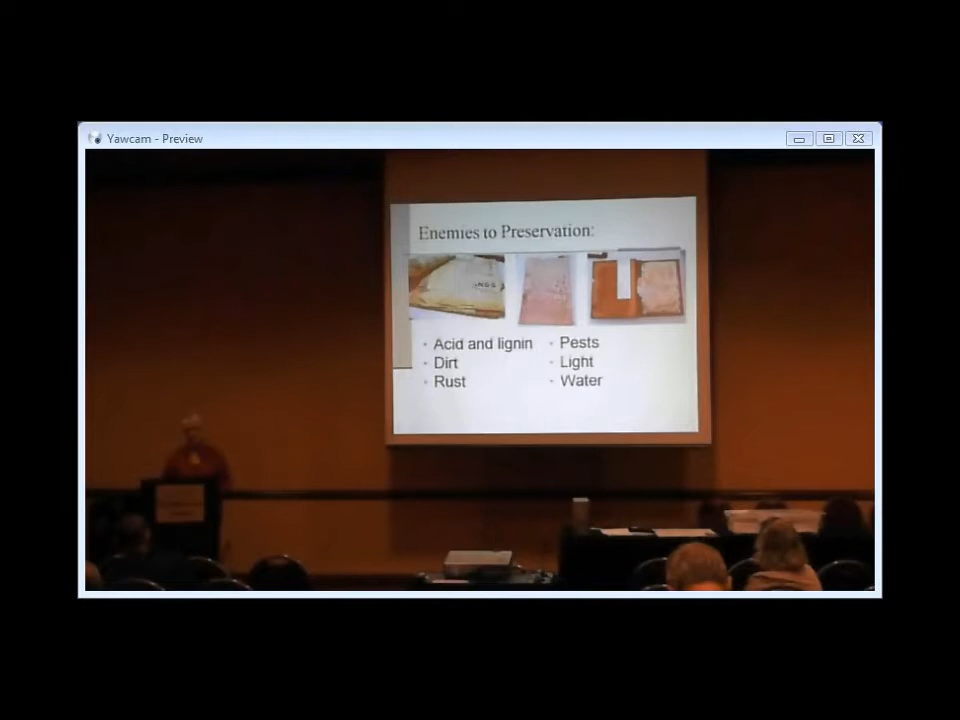 Yawcam - Preview
Enemies to Preservation:
• Acid and lignin
• Dirt
• Rust
• Pests
• Light
• Water